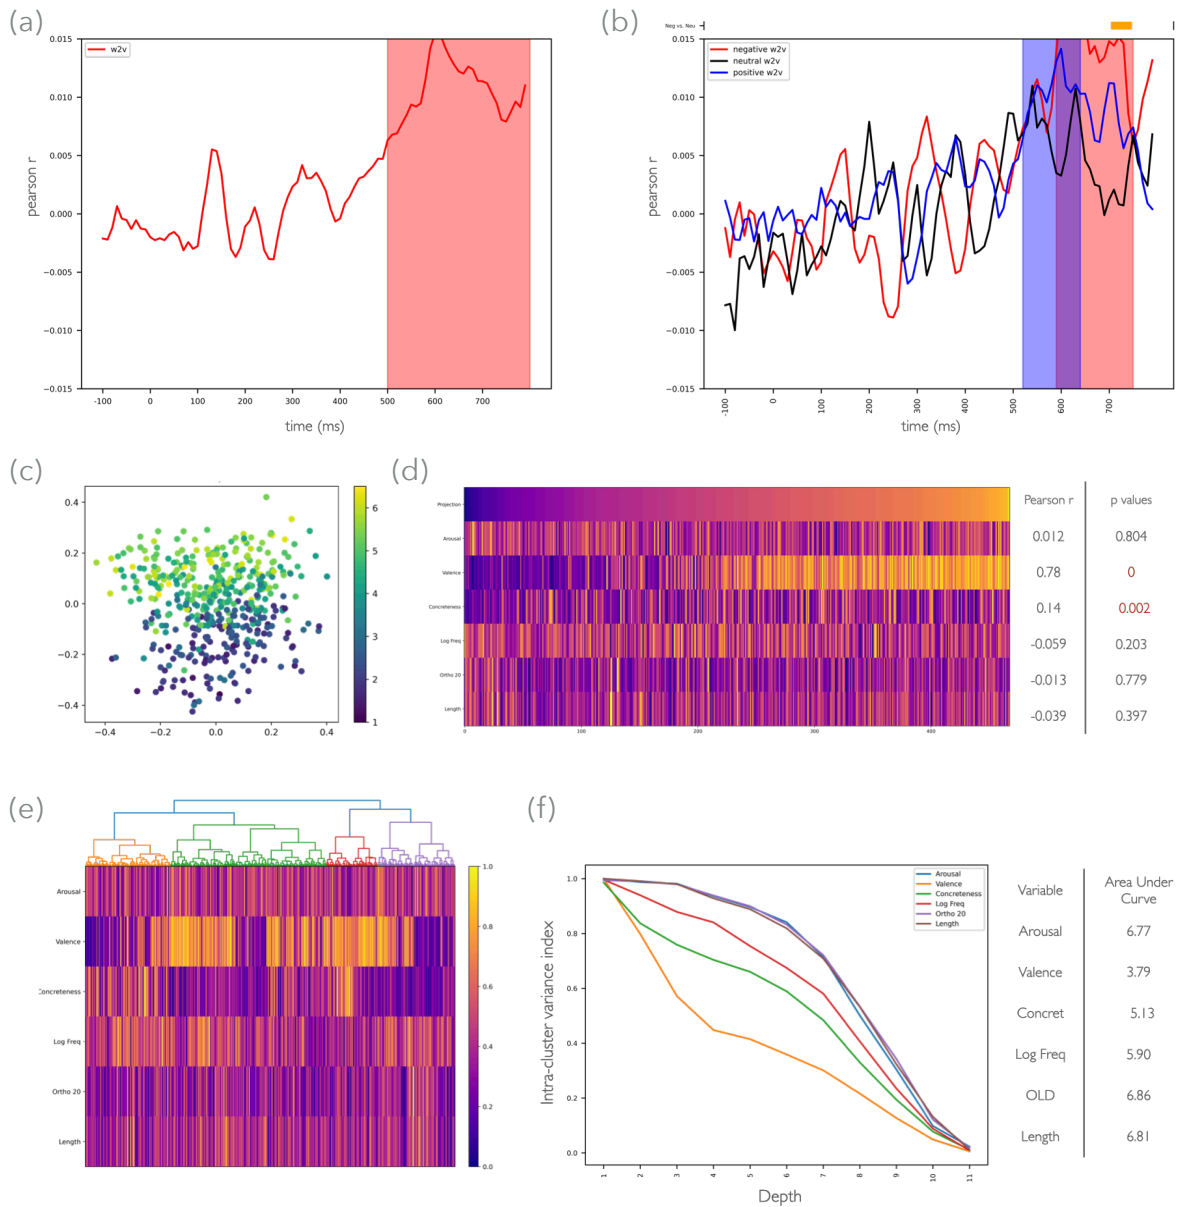 (a)
w2v
0.015
0.010
0.005
0.000
−0.005
−0.010
−0.015
pearson r
-100 0 100 200 300 400 500 600 700
time (ms)
(b)
Neg vs. Neu
negative w2v
neutral w2v
positive w2v
0.015
0.010
0.005
0.000
−0.005
−0.010
−0.015
pearson r
-100 0 100 200 300 400 500 600 700
time (ms)
(c)
0.4
0.2
0.0
−0.2
−0.4
−0.4 −0.2 0.0 0.2 0.4
6
5
4
3
2
1
(d)
Projection
Arousal
Valence
Concreteness
Log Freq
Ortho 20
Length
0 100 200 300 400
Pearson r p values
0.012 0.804
0.78 0
0.14 0.002
-0.059 0.203
-0.013 0.779
-0.039 0.397
(e)
Arousal
Valence
Concreteness
Log Freq
Ortho 20
Length
1.0
0.8
0.6
0.4
0.2
0.0
(f)
Arousal
Valence
Concreteness
Log Freq
Ortho 20
Length
1.0
0.8
0.6
0.4
0.2
0.0
Intra-cluster variance index
1 2 3 4 5 6 7 8 9 10 11
Depth
Variable Area Under
Curve
Arousal 6.77
Valence 3.79
Concret 5.13
Log Freq 5.90
OLD 6.86
Length 6.81